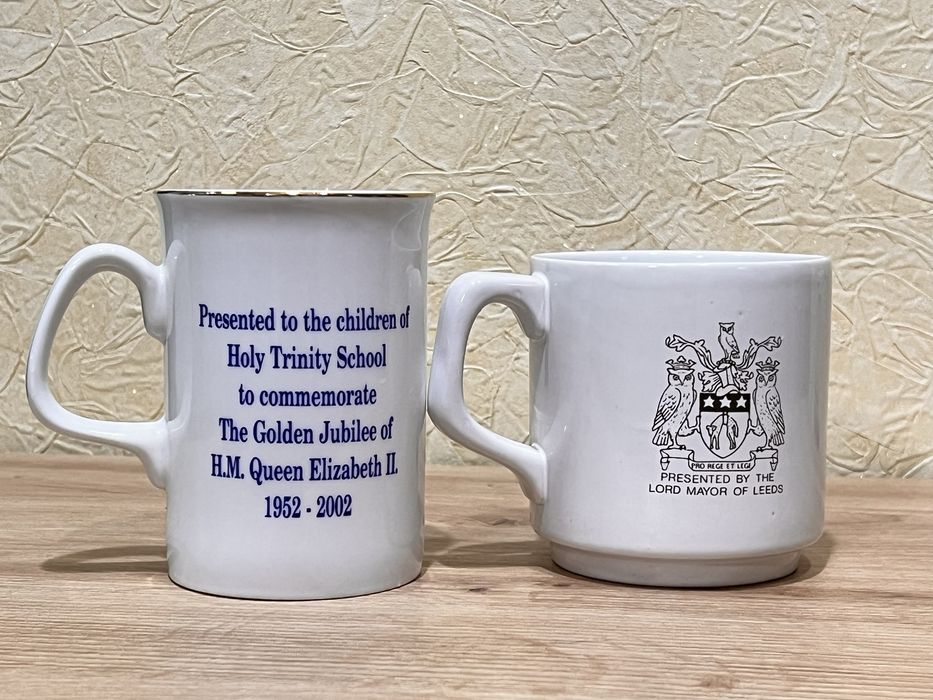 Presented to the children of
Holy Trinity School
to commemorate
The Golden Jubilee of
H.M. Queen Elizabeth II.
1952 - 2002
PRO REGE ET LEGE
PRESENTED BY THE
LORD MAYOR OF LEEDS